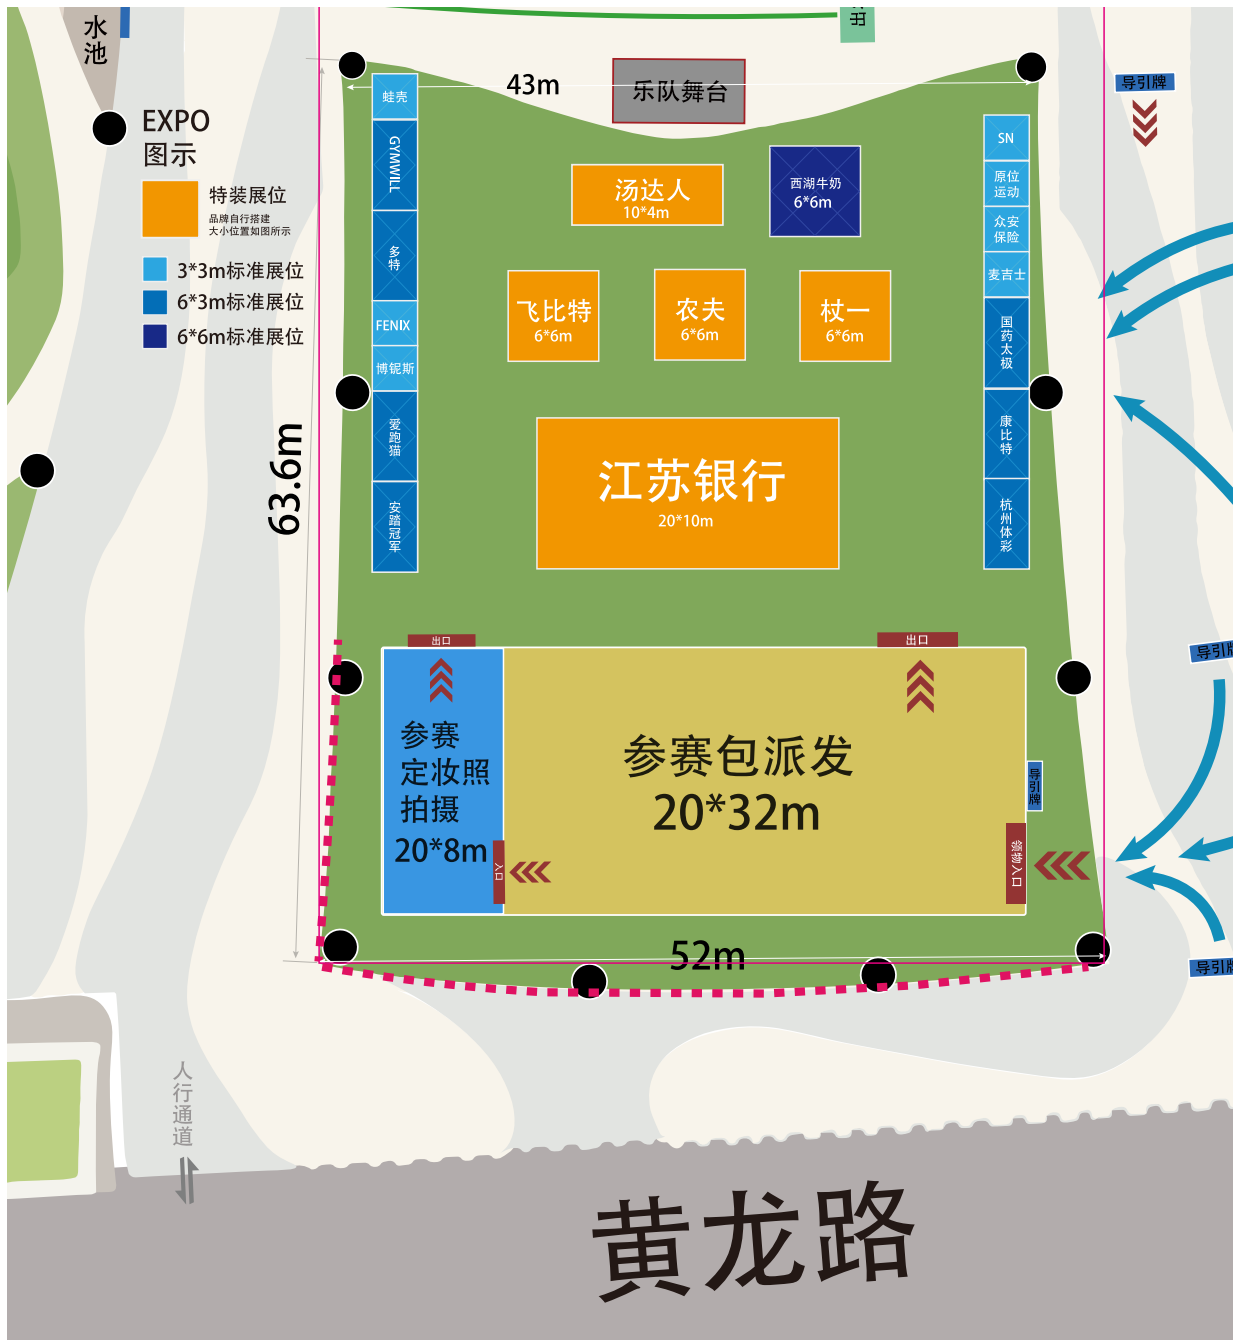 水池
43m
乐队舞台
导引牌
EXPO
图示
特装展位
品牌自行搭建
大小位置如图所示
3*3m标准展位
6*3m标准展位
6*6m标准展位
63.6m
蛙壳
GYMWILL
多特
FENIX
博铌斯
爱跑猫
安踏冠军
汤达人
10*4m
西湖牛奶
6*6m
飞比特
6*6m
农夫
6*6m
杖一
6*6m
江苏银行
20*10m
SN
原位
运动
众安
保险
麦吉士
国药太极
康比特
杭州体彩
出口
出口
参赛
定妆照
拍摄
20*8m
入口
参赛包派发
20*32m
导引牌
领物入口
导引牌
导引牌
52m
人行通道
黄龙路